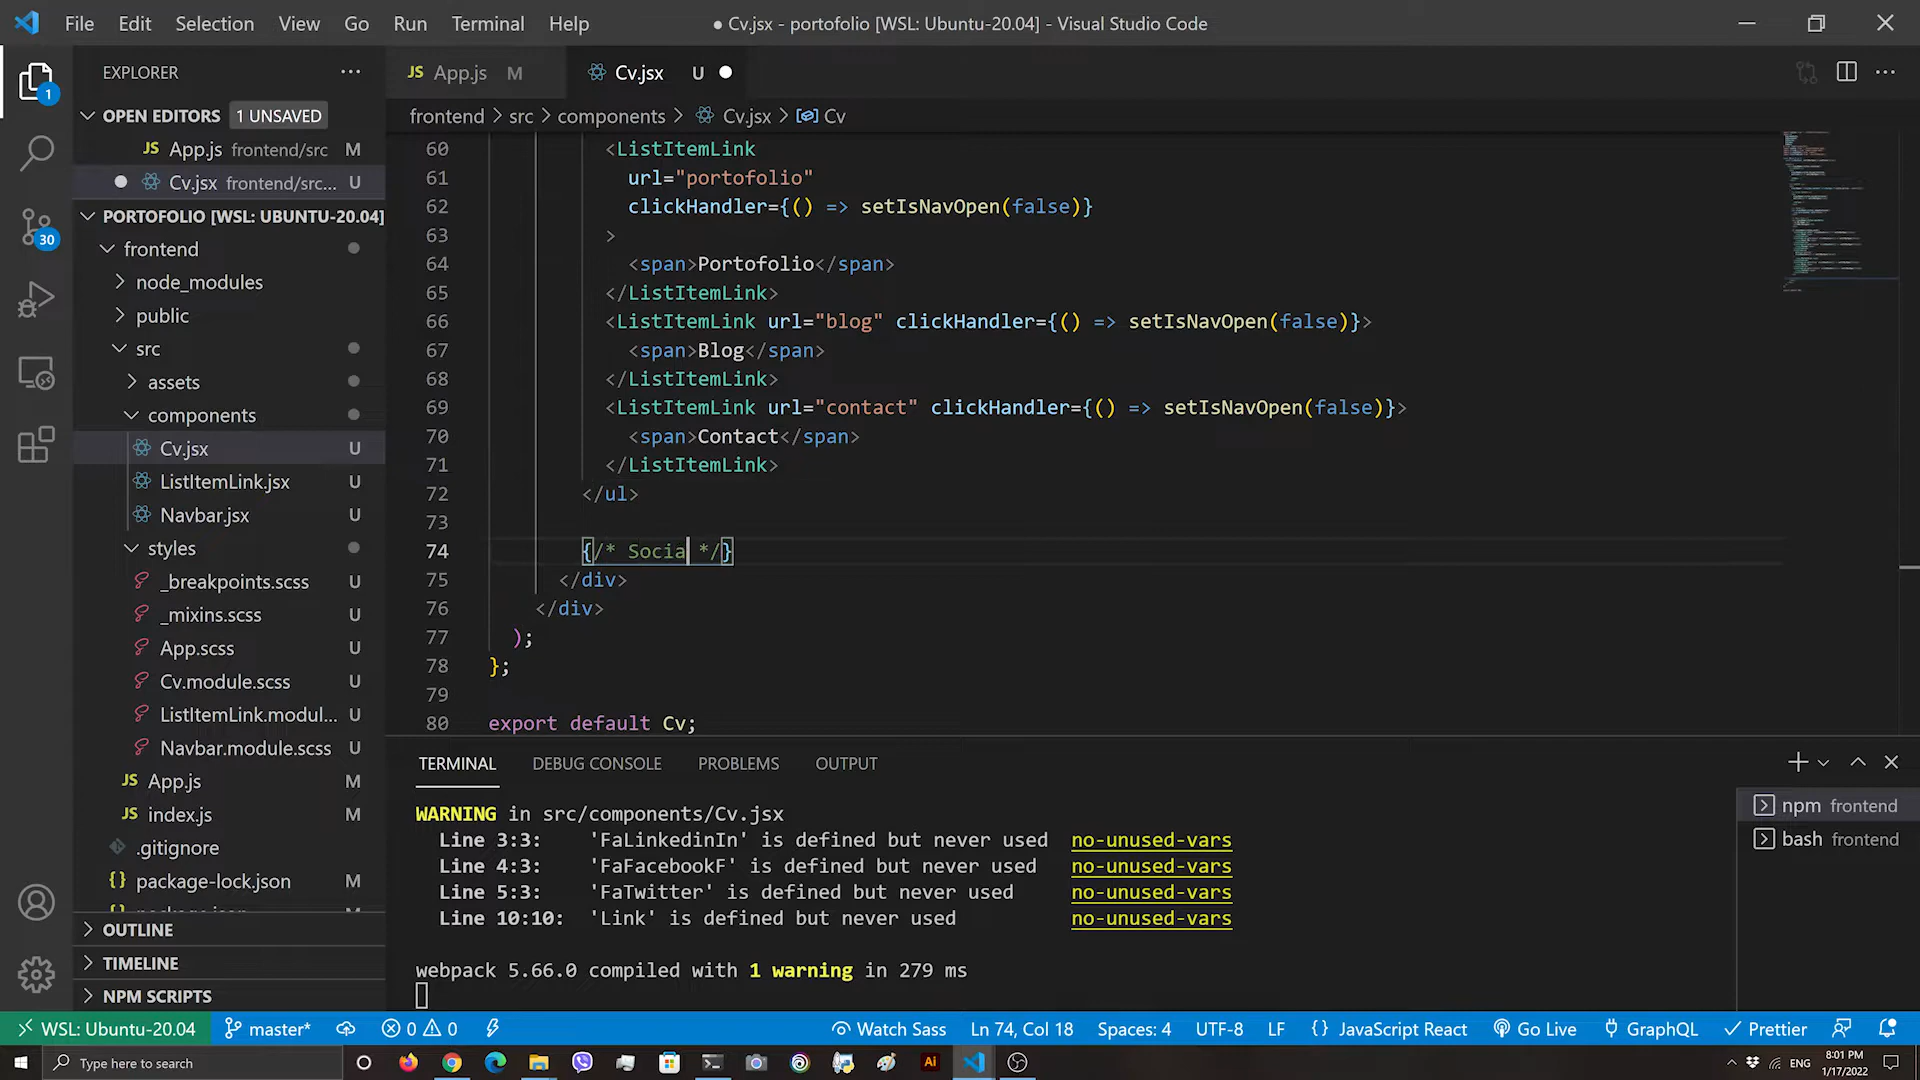 File Edit Selection View Go Run Terminal Help
● Cv.jsx - portofolio [WSL: Ubuntu-20.04] - Visual Studio Code
EXPLORER
JS App.js M
Cv.jsx U
OPEN EDITORS 1 UNSAVED
frontend > src > components > Cv.jsx > Cv
JS App.js frontend/src M
Cv.jsx frontend/src... U
PORTOFOLIO [WSL: UBUNTU-20.04]
frontend
node_modules
public
src
assets
components
Cv.jsx U
ListItemLink.jsx U
Navbar.jsx U
styles
_breakpoints.scss U
_mixins.scss U
App.scss U
Cv.module.scss U
ListItemLink.modul... U
Navbar.module.scss U
JS App.js M
JS index.js M
.gitignore
{} package-lock.json M
OUTLINE
TIMELINE
NPM SCRIPTS
1
30
60 <ListItemLink
61 url="portofolio"
62 clickHandler={() => setIsNavOpen(false)}
63 >
64 <span>Portofolio</span>
65 </ListItemLink>
66 <ListItemLink url="blog" clickHandler={() => setIsNavOpen(false)}>
67 <span>Blog</span>
68 </ListItemLink>
69 <ListItemLink url="contact" clickHandler={() => setIsNavOpen(false)}>
70 <span>Contact</span>
71 </ListItemLink>
72 </ul>
73
74 {/* Socia */}
75 </div>
76 </div>
77 );
78 };
79
80 export default Cv;
TERMINAL DEBUG CONSOLE PROBLEMS OUTPUT
WARNING in src/components/Cv.jsx
Line 3:3: 'FaLinkedinIn' is defined but never used no-unused-vars
Line 4:3: 'FaFacebookF' is defined but never used no-unused-vars
Line 5:3: 'FaTwitter' is defined but never used no-unused-vars
Line 10:10: 'Link' is defined but never used no-unused-vars
webpack 5.66.0 compiled with 1 warning in 279 ms
npm frontend
bash frontend
WSL: Ubuntu-20.04 master* 0 0 Watch Sass Ln 74, Col 18 Spaces: 4 UTF-8 LF {} JavaScript React Go Live GraphQL Prettier
Type here to search
Ai
ENG
8:01 PM
1/17/2022